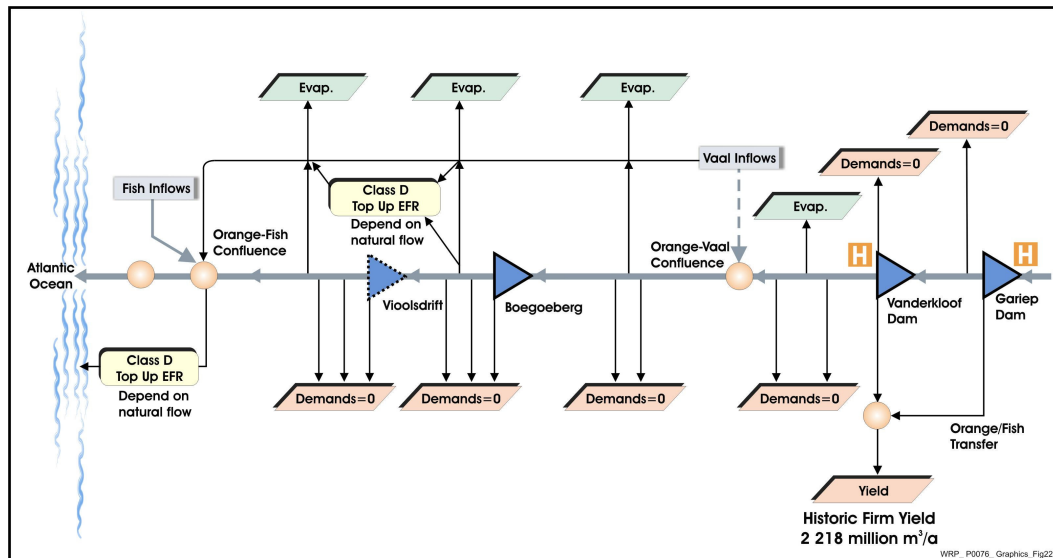 Evap.
Evap.
Evap.
Demands=0
Demands=0
Vaal Inflows
Fish Inflows
Class D
Top Up EFR
Depend on
natural flow
Evap.
Orange-Fish
Confluence
Orange-Vaal
Confluence
H
H
Atlantic
Ocean
Vioolsdrift
Boegoeberg
Vanderkloof
Dam
Gariep
Dam
Class D
Top Up EFR
Depend on
natural flow
Demands=0
Demands=0
Demands=0
Demands=0
Orange/Fish
Transfer
Yield
Historic Firm Yield
2 218 million m³/a
WRP_ P0076_ Graphics_Fig22